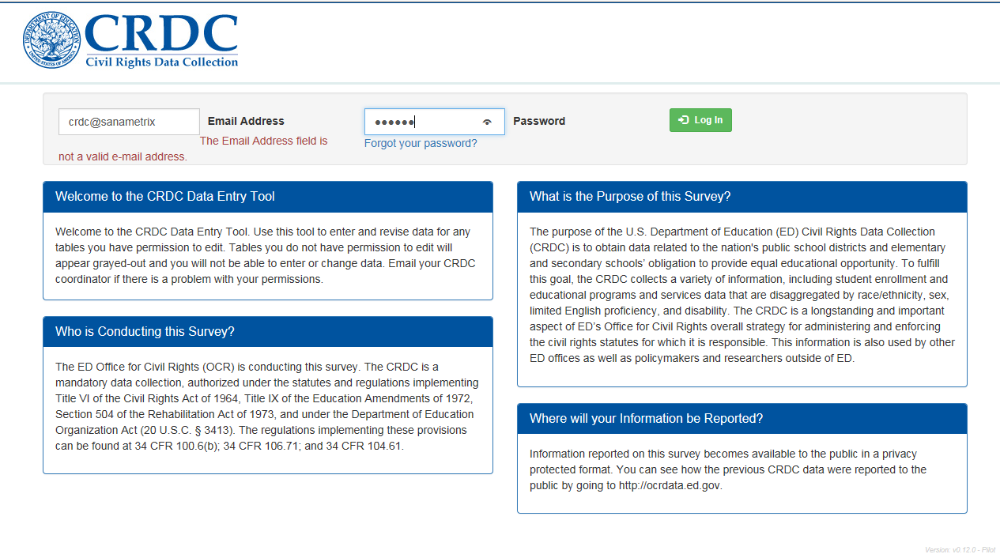 DEPARTMENT OF EDUCATION
UNITED STATES OF AMERICA
CRDC
Civil Rights Data Collection
crdc@sanametrix
Email Address
The Email Address field is
not a valid e-mail address.
●●●●●●
Password
Forgot your password?
Log In
Welcome to the CRDC Data Entry Tool
Welcome to the CRDC Data Entry Tool. Use this tool to enter and revise data for any
tables you have permission to edit. Tables you do not have permission to edit will
appear grayed-out and you will not be able to enter or change data. Email your CRDC
coordinator if there is a problem with your permissions.
Who is Conducting this Survey?
The ED Office for Civil Rights (OCR) is conducting this survey. The CRDC is a
mandatory data collection, authorized under the statutes and regulations implementing
Title VI of the Civil Rights Act of 1964, Title IX of the Education Amendments of 1972,
Section 504 of the Rehabilitation Act of 1973, and under the Department of Education
Organization Act (20 U.S.C. § 3413). The regulations implementing these provisions
can be found at 34 CFR 100.6(b); 34 CFR 106.71; and 34 CFR 104.61.
What is the Purpose of this Survey?
The purpose of the U.S. Department of Education (ED) Civil Rights Data Collection
(CRDC) is to obtain data related to the nation's public school districts and elementary
and secondary schools’ obligation to provide equal educational opportunity. To fulfill
this goal, the CRDC collects a variety of information, including student enrollment and
educational programs and services data that are disaggregated by race/ethnicity, sex,
limited English proficiency, and disability. The CRDC is a longstanding and important
aspect of ED’s Office for Civil Rights overall strategy for administering and enforcing
the civil rights statutes for which it is responsible. This information is also used by other
ED offices as well as policymakers and researchers outside of ED.
Where will your Information be Reported?
Information reported on this survey becomes available to the public in a privacy
protected format. You can see how the previous CRDC data were reported to the
public by going to http://ocrdata.ed.gov.
Version: v0.12.0 - Pilot